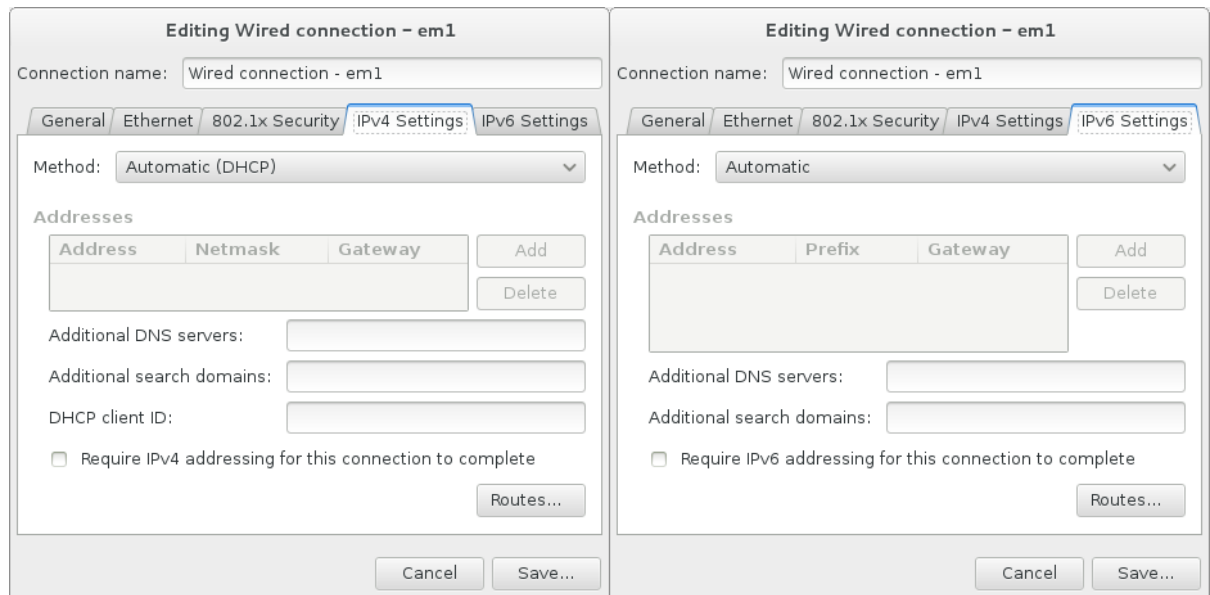 Editing Wired connection – em1
Connection name: Wired connection - em1
General Ethernet 802.1x Security IPv4 Settings IPv6 Settings
Method: Automatic (DHCP)
Addresses
Address Netmask Gateway Add
Delete
Additional DNS servers:
Additional search domains:
DHCP client ID:
Require IPv4 addressing for this connection to complete
Routes...
Cancel Save...
Editing Wired connection – em1
Connection name: Wired connection - em1
General Ethernet 802.1x Security IPv4 Settings IPv6 Settings
Method: Automatic
Addresses
Address Prefix Gateway Add
Delete
Additional DNS servers:
Additional search domains:
Require IPv6 addressing for this connection to complete
Routes...
Cancel Save...